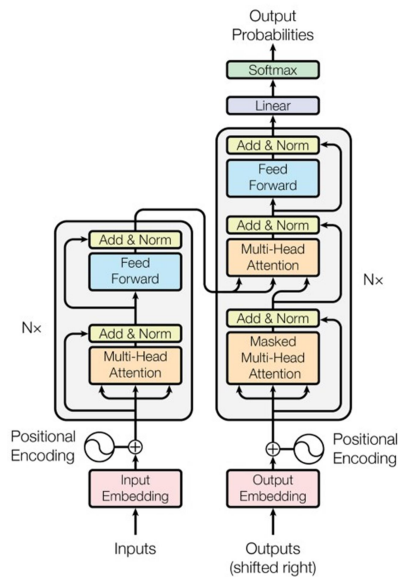 Output
Probabilities
Softmax
Linear
Add & Norm
Feed
Forward
Add & Norm
Multi-Head
Attention
Nx
Add & Norm
Masked
Multi-Head
Attention
Add & Norm
Feed
Forward
Nx
Add & Norm
Multi-Head
Attention
Positional
Encoding
Positional
Encoding
Input
Embedding
Output
Embedding
Inputs
Outputs
(shifted right)